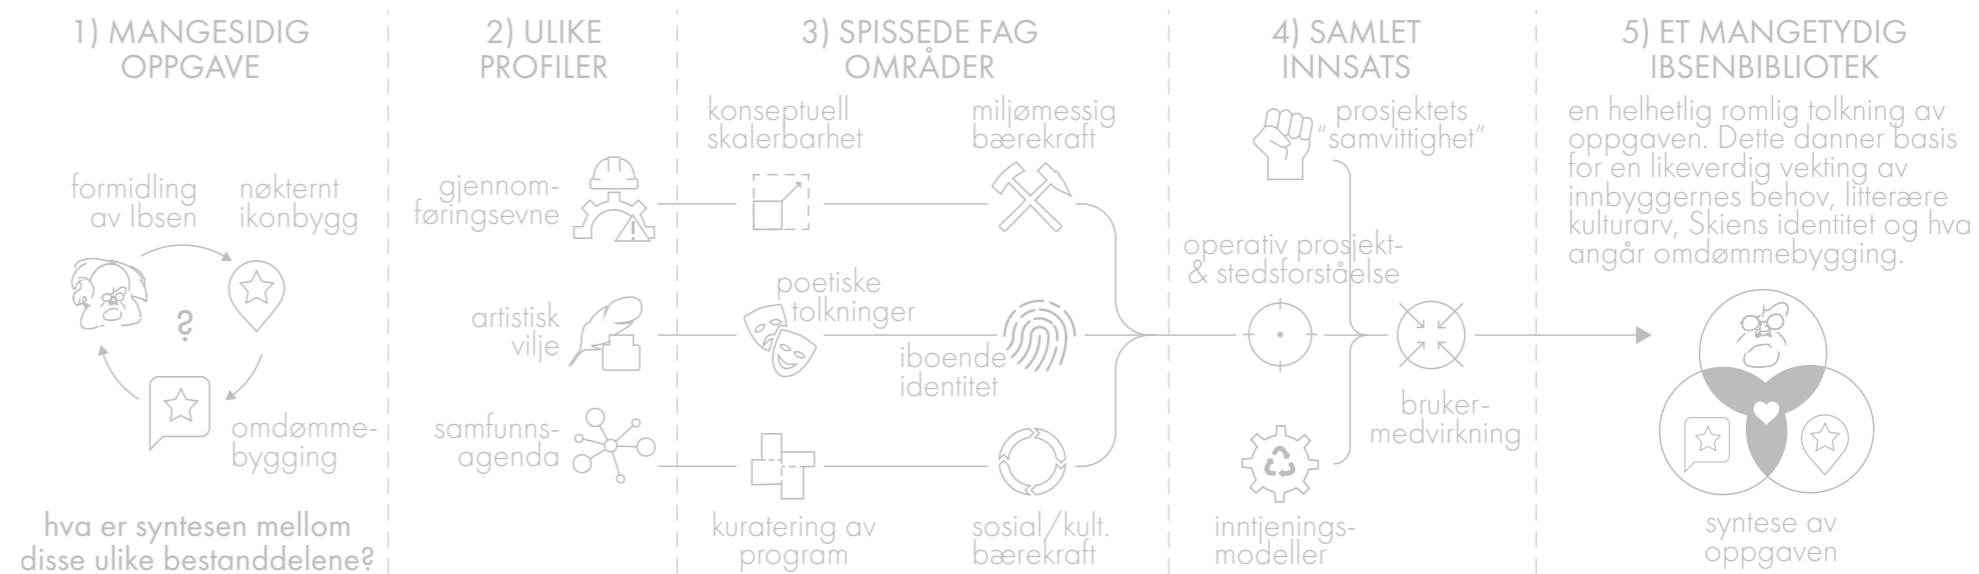 1) MANGESIDIG
OPPGAVE
formidling
av Ibsen
nøkternt
ikonbygg
?
omdømme-
bygging
hva er syntesen mellom
disse ulike bestanddelene?
2) ULIKE
PROFILER
gjennom-
føringsevne
artistisk
vilje
samfunns-
agenda
3) SPISSEDE FAG
OMRÅDER
konseptuell
skalerbarhet
miljømessig
bærekraft
poetiske
tolkninger
iboende
identitet
kuratering av
program
sosial/kult.
bærekraft
4) SAMLET
INNSATS
prosjektets
“samvittighet”
operativ prosjekt-
& stedsforståelse
bruker-
medvirkning
inntjenings-
modeller
5) ET MANGETYDIG
IBSENBIBLIOTEK
en helhetlig romlig tolkning av
oppgaven. Dette danner basis
for en likeverdig vekting av
innbyggernes behov, litterære
kulturarv, Skiens identitet og hva
angår omdømmebygging.
syntese av
oppgaven